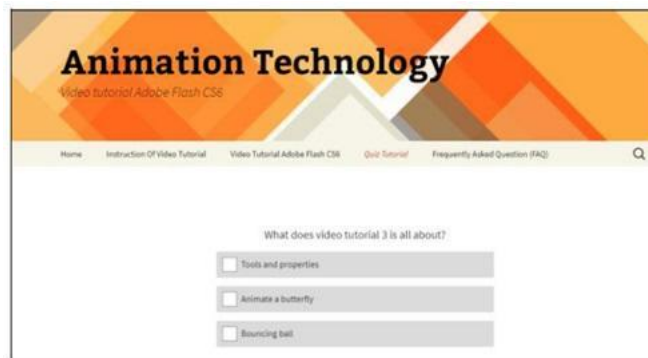 Animation Technology
Video tutorial Adobe Flash CS6
Home Instruction Of Video Tutorial Video Tutorial Adobe Flash CS6 Quiz Tutorial Frequently Asked Question (FAQ)
What does video tutorial 3 is all about?
Tools and properties
Animate a butterfly
Bouncing ball